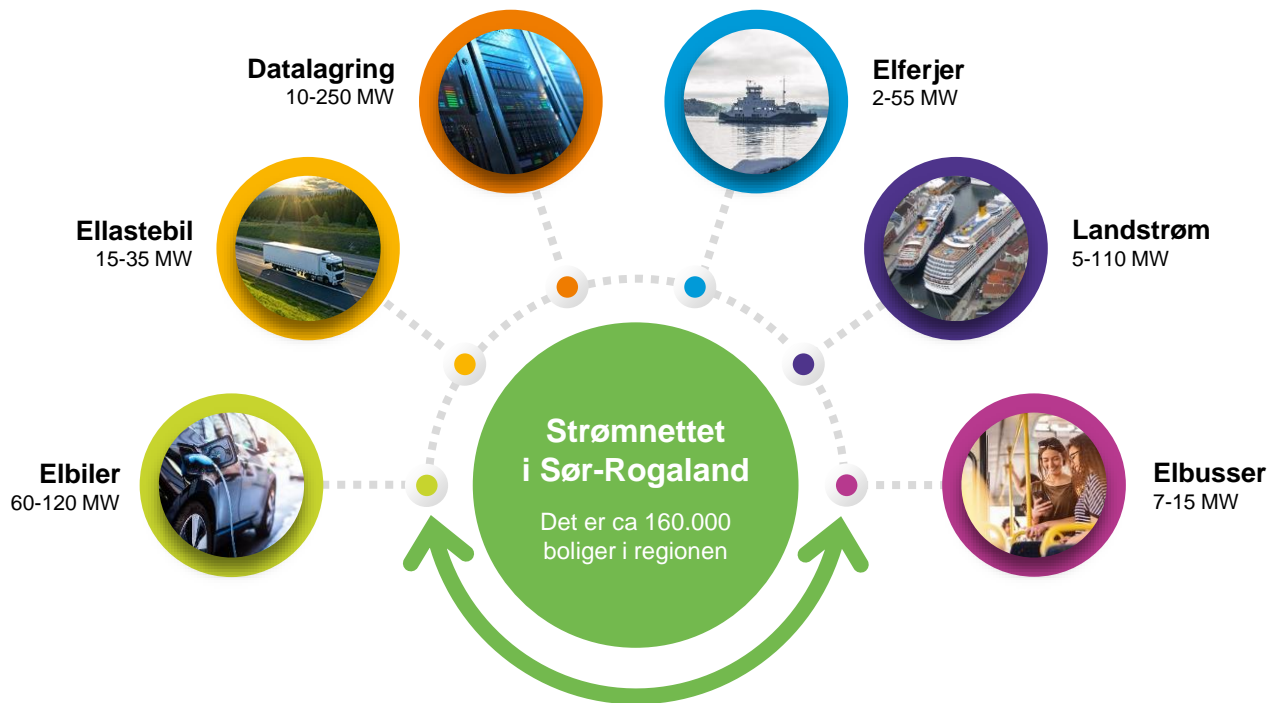 Datalagring
10-250 MW
Elferjer
2-55 MW
Ellastebil
15-35 MW
Landstrøm
5-110 MW
Elbiler
60-120 MW
Strømnettet
i Sør-Rogaland
Det er ca 160.000
boliger i regionen
Elbusser
7-15 MW